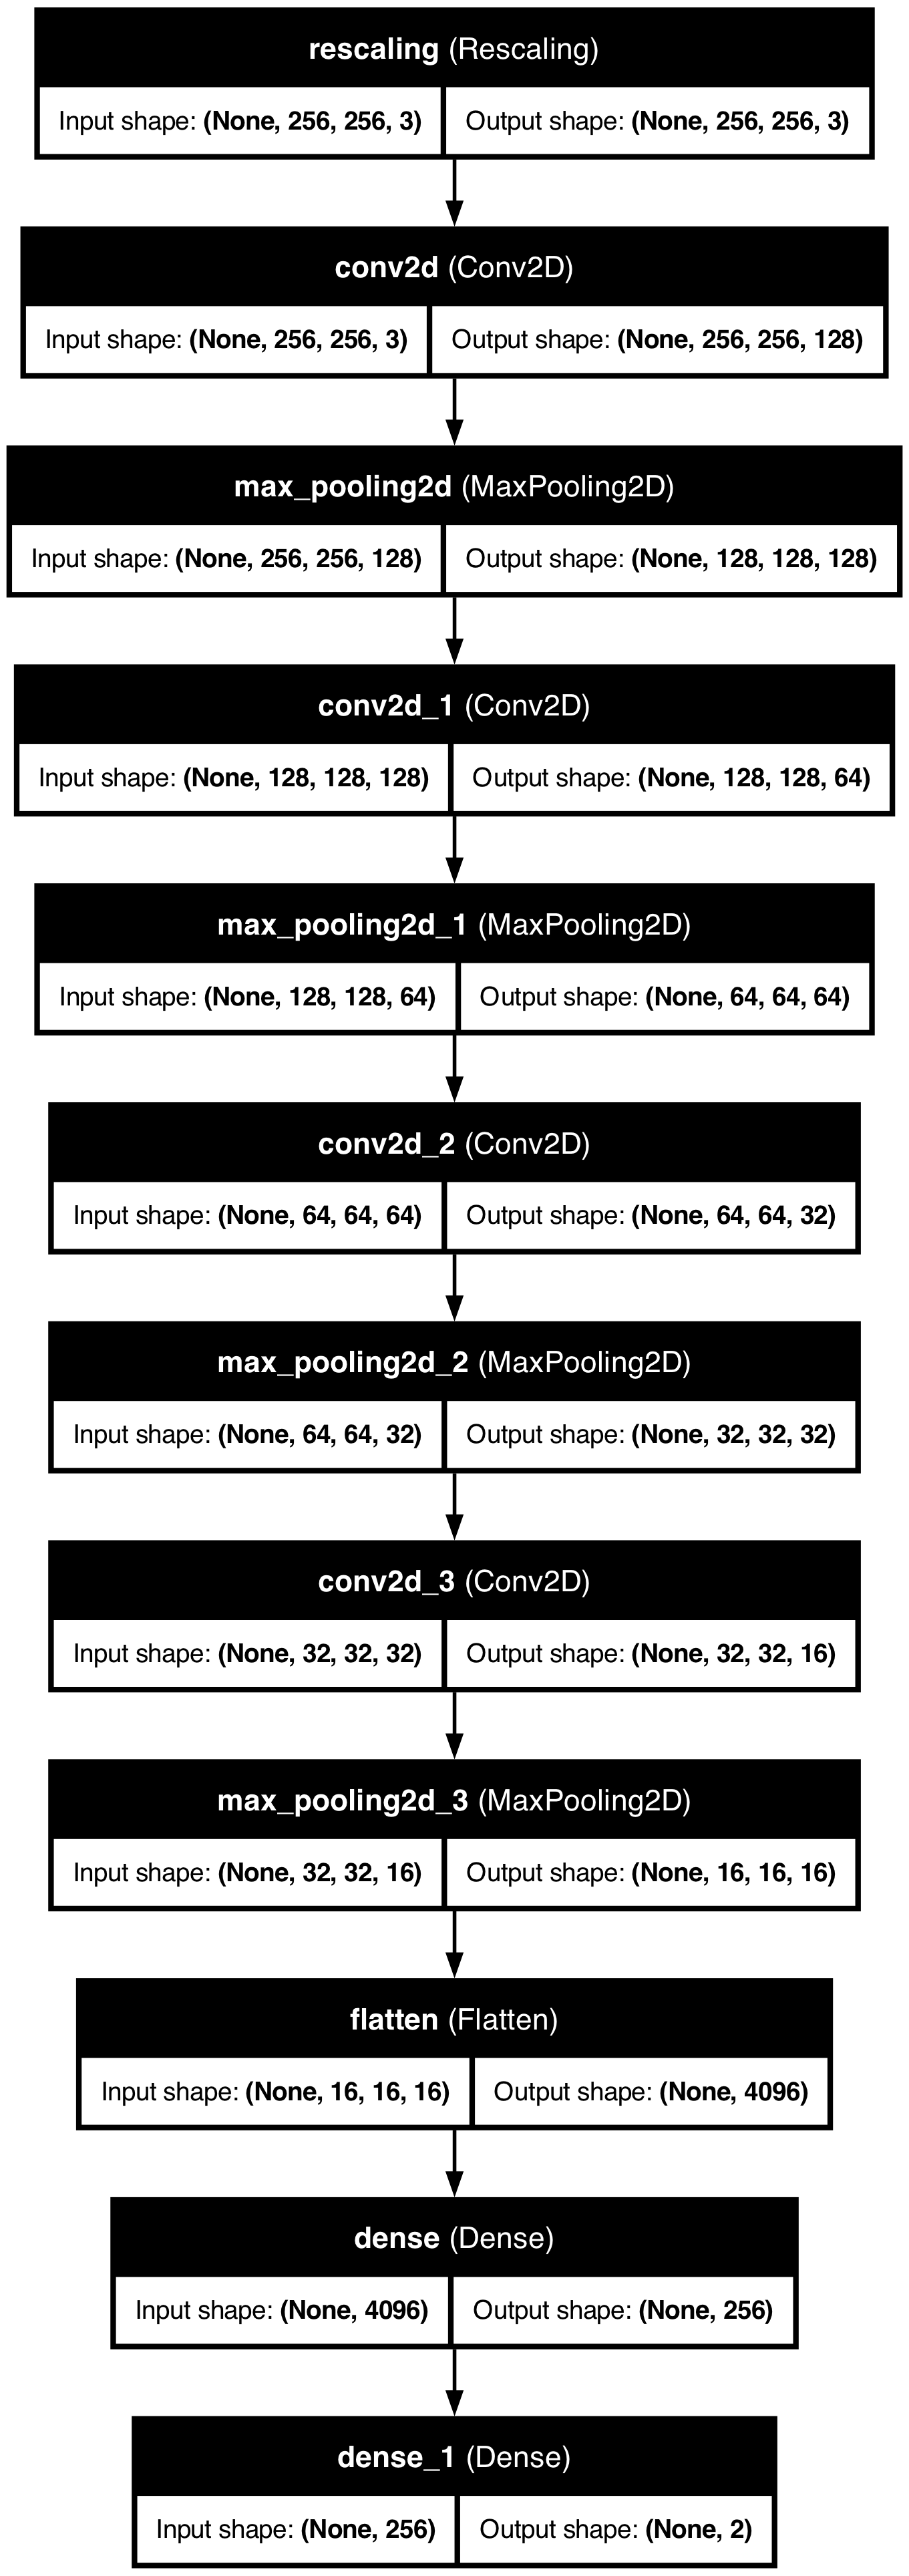 rescaling (Rescaling)
Input shape: (None, 256, 256, 3) Output shape: (None, 256, 256, 3)
conv2d (Conv2D)
Input shape: (None, 256, 256, 3) Output shape: (None, 256, 256, 128)
max_pooling2d (MaxPooling2D)
Input shape: (None, 256, 256, 128) Output shape: (None, 128, 128, 128)
conv2d_1 (Conv2D)
Input shape: (None, 128, 128, 128) Output shape: (None, 128, 128, 64)
max_pooling2d_1 (MaxPooling2D)
Input shape: (None, 128, 128, 64) Output shape: (None, 64, 64, 64)
conv2d_2 (Conv2D)
Input shape: (None, 64, 64, 64) Output shape: (None, 64, 64, 32)
max_pooling2d_2 (MaxPooling2D)
Input shape: (None, 64, 64, 32) Output shape: (None, 32, 32, 32)
conv2d_3 (Conv2D)
Input shape: (None, 32, 32, 32) Output shape: (None, 32, 32, 16)
max_pooling2d_3 (MaxPooling2D)
Input shape: (None, 32, 32, 16) Output shape: (None, 16, 16, 16)
flatten (Flatten)
Input shape: (None, 16, 16, 16) Output shape: (None, 4096)
dense (Dense)
Input shape: (None, 4096) Output shape: (None, 256)
dense_1 (Dense)
Input shape: (None, 256) Output shape: (None, 2)